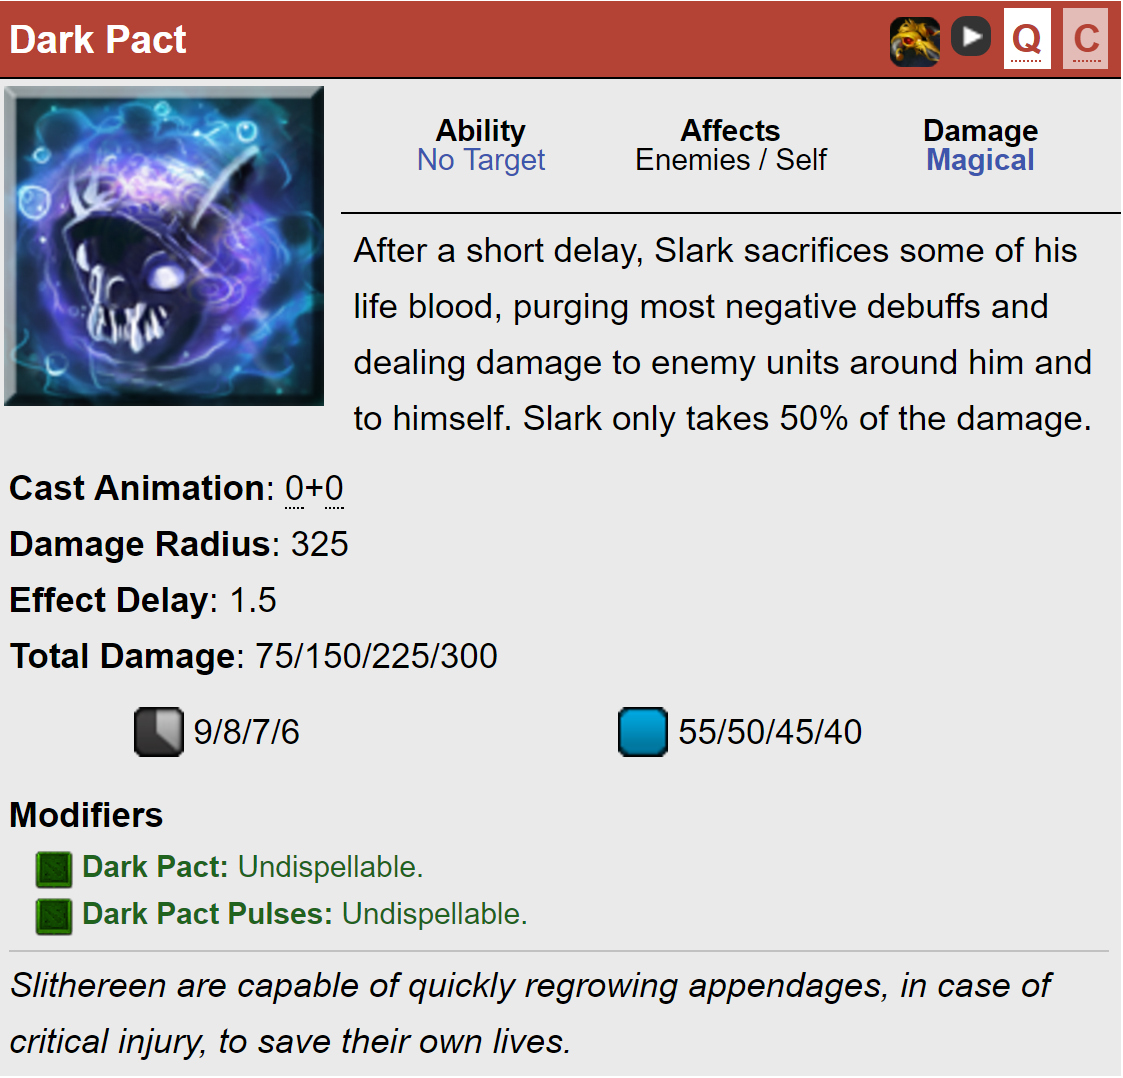 Dark Pact
Q
C
Ability
No Target
Affects
Enemies / Self
Damage
Magical
After a short delay, Slark sacrifices some of his
life blood, purging most negative debuffs and
dealing damage to enemy units around him and
to himself. Slark only takes 50% of the damage.
Cast Animation: 0+0
Damage Radius: 325
Effect Delay: 1.5
Total Damage: 75/150/225/300
9/8/7/6
55/50/45/40
Modifiers
Dark Pact: Undispellable.
Dark Pact Pulses: Undispellable.
Slithereen are capable of quickly regrowing appendages, in case of
critical injury, to save their own lives.